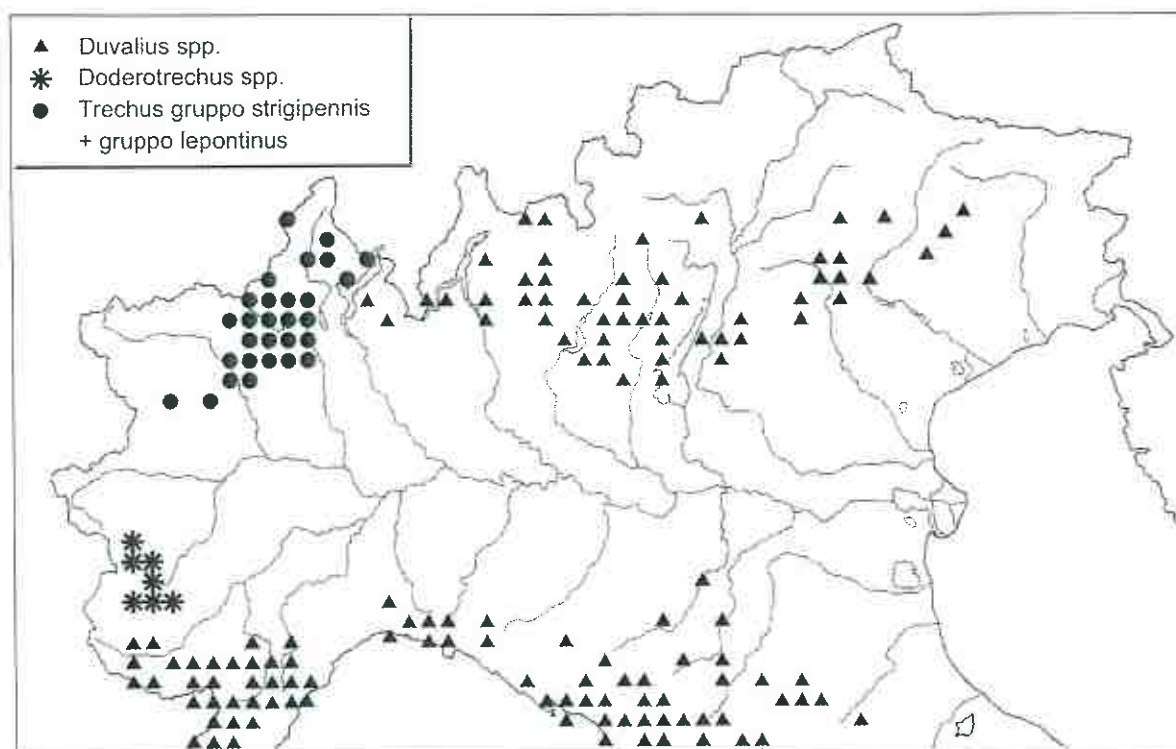 Duvalius spp.
Doderotrechus spp.
Trechus gruppo strigipennis
+ gruppo lepontinus